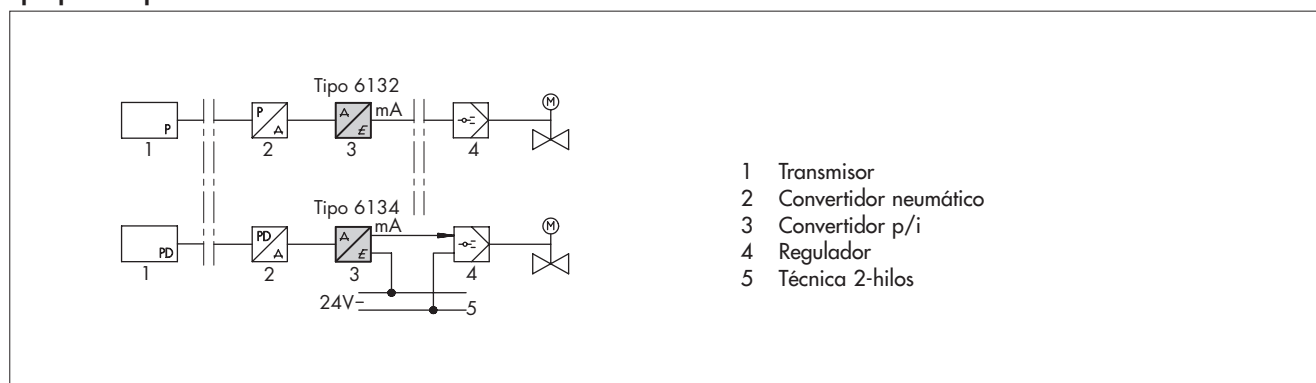 Tipo 6132
P
P
A
A
E
mA
M
1
2
3
4
Tipo 6134
PD
PD
A
A
E
mA
M
1
2
3
4
24V–
5
1 Transmisor
2 Convertidor neumático
3 Convertidor p/i
4 Regulador
5 Técnica 2-hilos